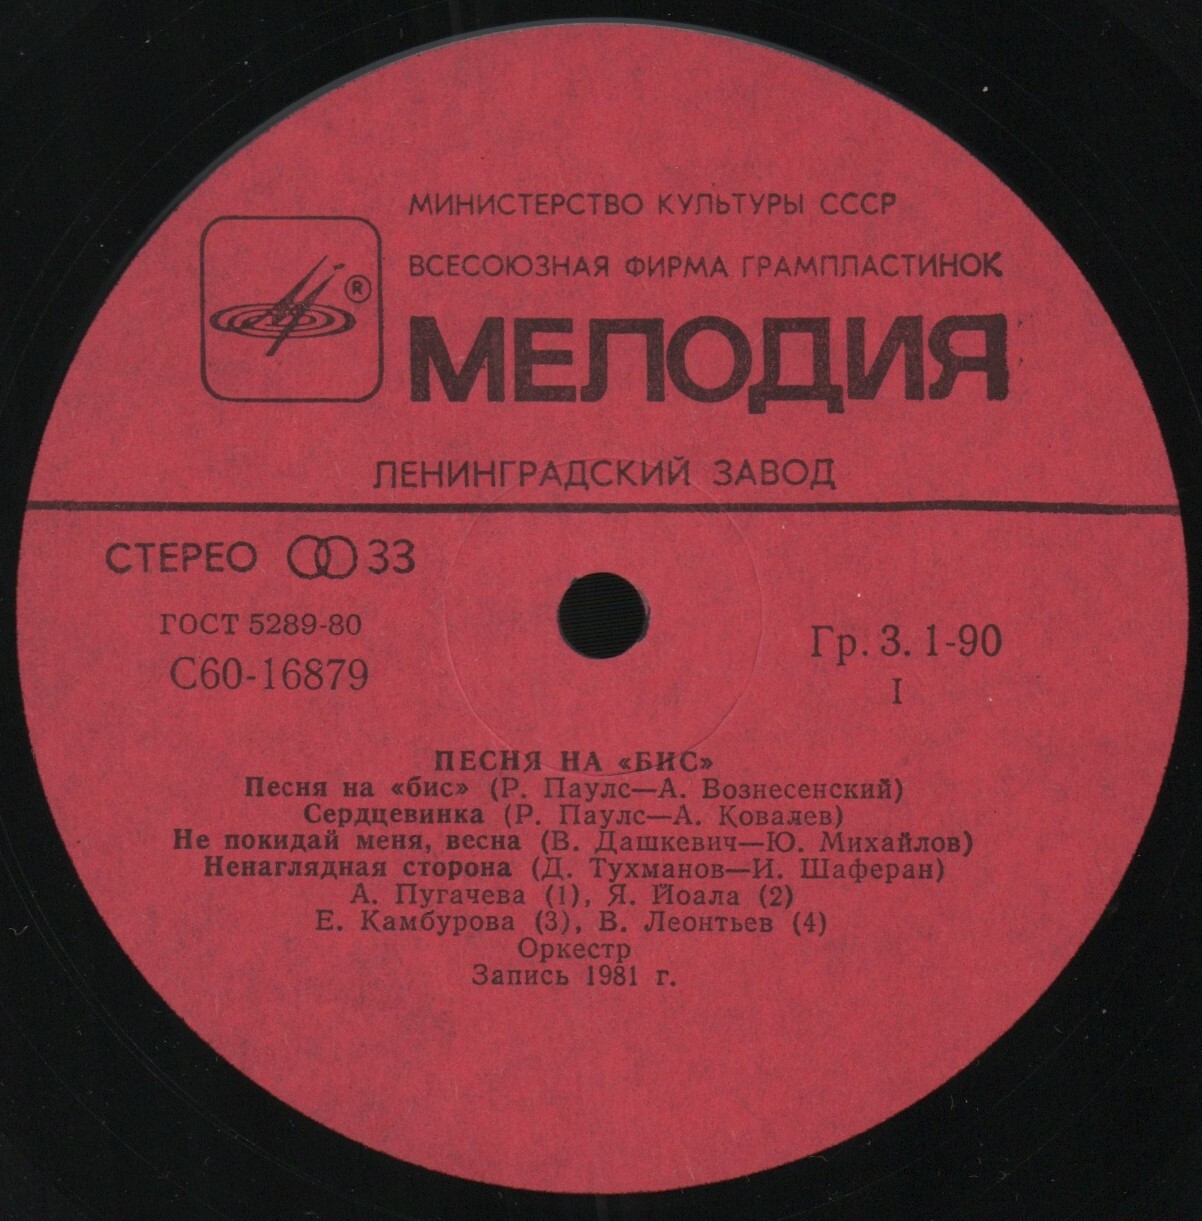 МИНИСТЕРСТВО КУЛЬТУРЫ СССР
ВСЕСОЮЗНАЯ ФИРМА ГРАМПЛАСТИНОК
®
МЕЛОДИЯ
ЛЕНИНГРАДСКИЙ ЗАВОД
СТЕРЕО 33
ГОСТ 5289-80
С60-16879
Гр. 3. 1-90
I
ПЕСНЯ НА «БИС»
Песня на «бис» (Р. Паулс—А. Вознесенский)
Сердцевинка (Р. Паулс—А. Ковалев)
Не покидай меня, весна (В. Дашкевич—Ю. Михайлов)
Ненаглядная сторона (Д. Тухманов—И. Шаферан)
А. Пугачева (1), Я. Йоала (2)
Е. Камбурова (3), В. Леонтьев (4)
Оркестр
Запись 1981 г.